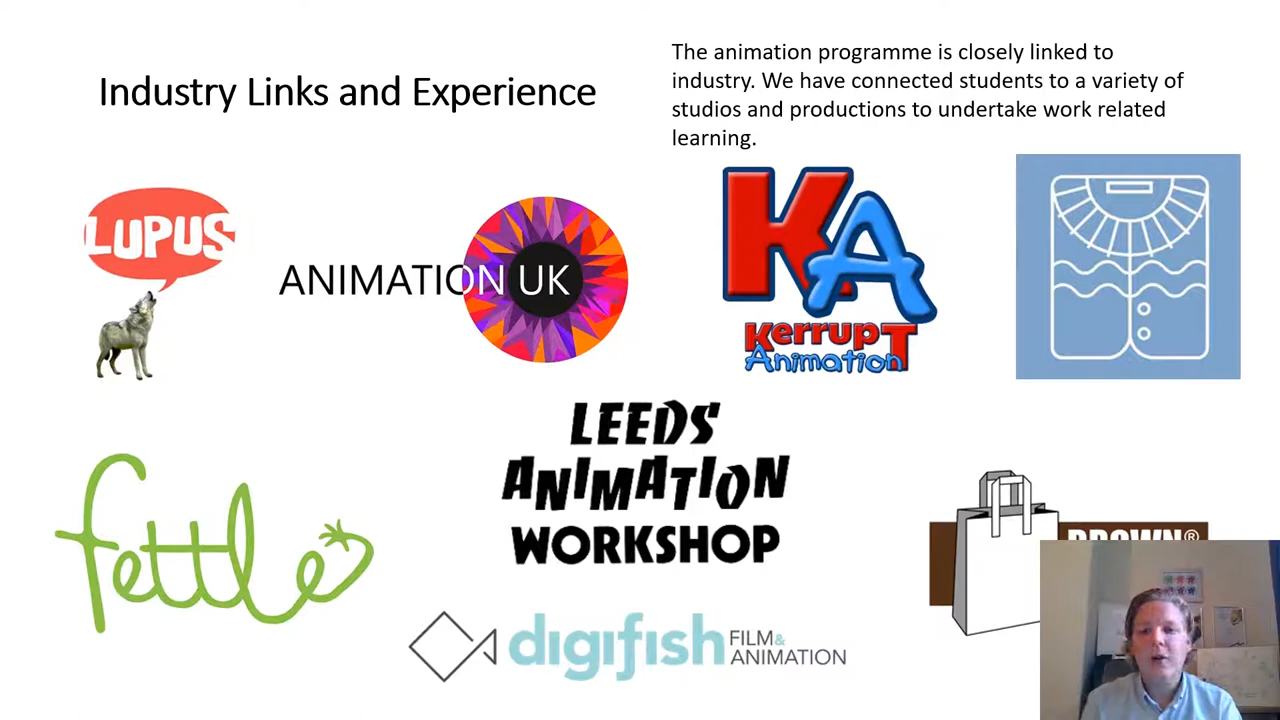 Industry Links and Experience
The animation programme is closely linked to
industry. We have connected students to a variety of
studios and productions to undertake work related
learning.
LUPUS
ANIMATION UK
KA
KerrupT
Animation
LEEDS
ANIMATION
WORKSHOP
fettle
BROWN®
digifish FILM &
ANIMATION